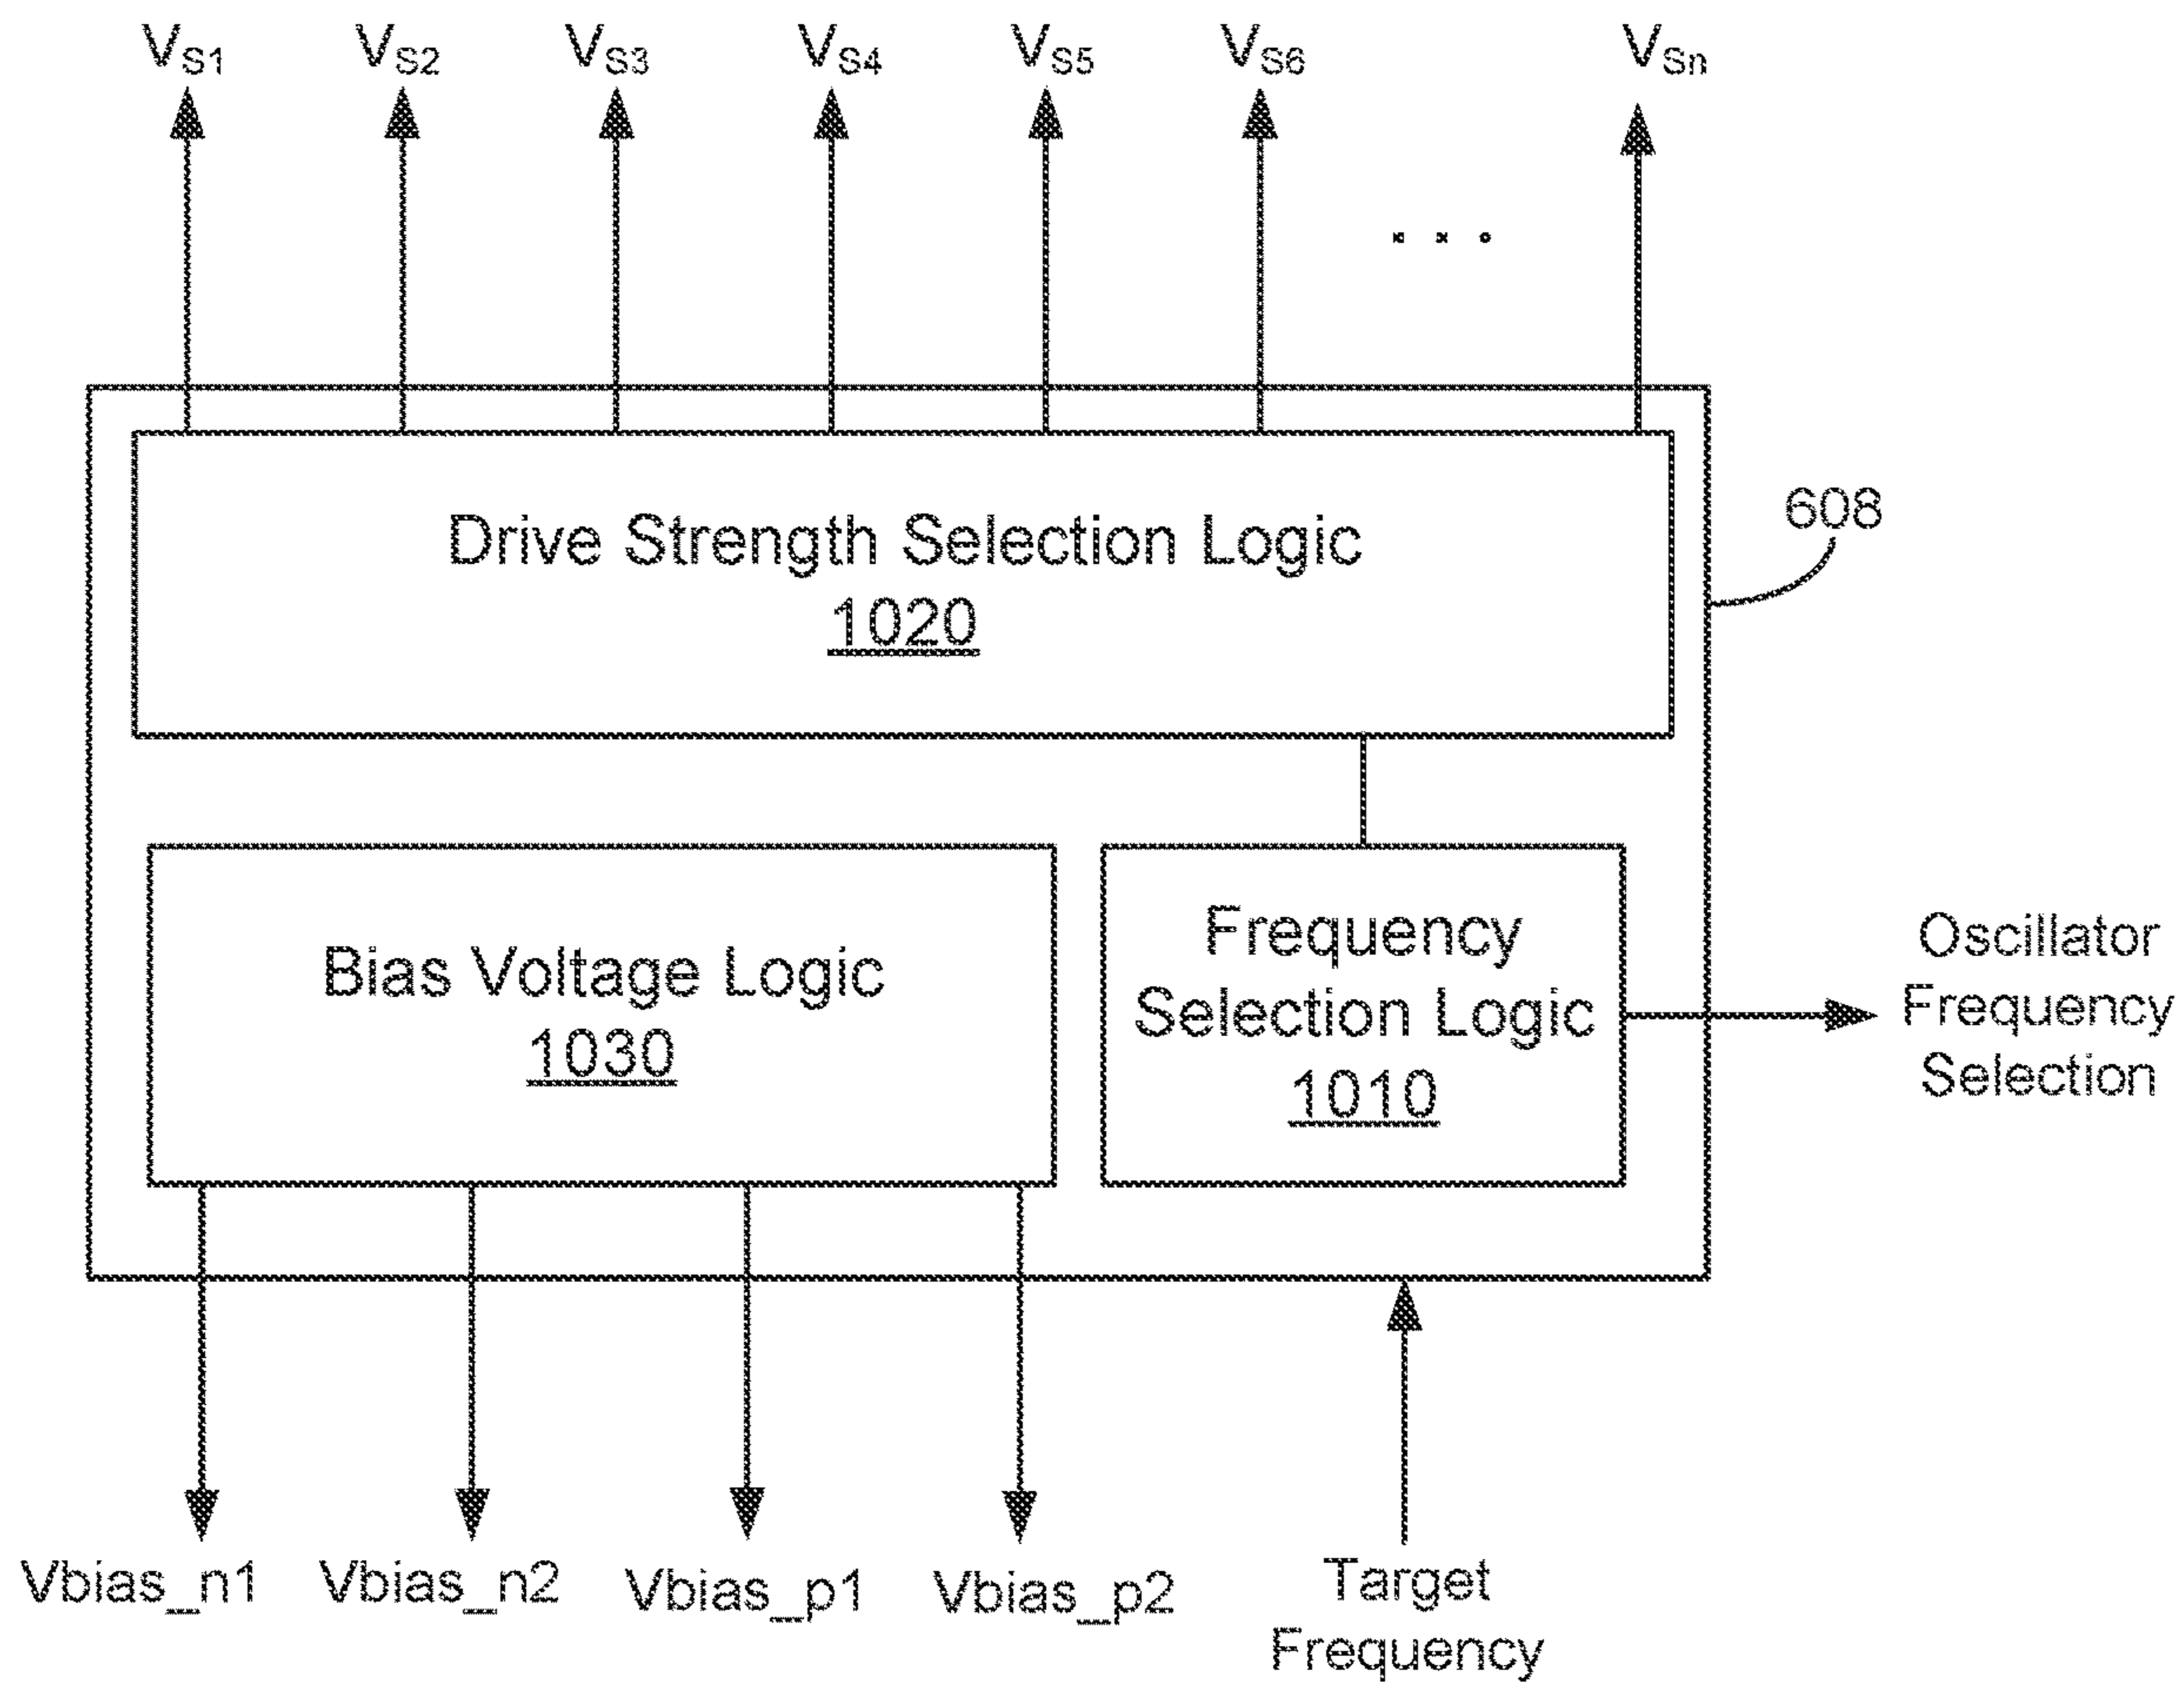 VS1 VS2 VS3 VS4 VS5 VS6 ... VSn
Drive Strength Selection Logic
1020
608
Bias Voltage Logic
1030
Frequency
Selection Logic
1010
Oscillator
Frequency
Selection
Vbias_n1 Vbias_n2 Vbias_p1 Vbias_p2
Target
Frequency